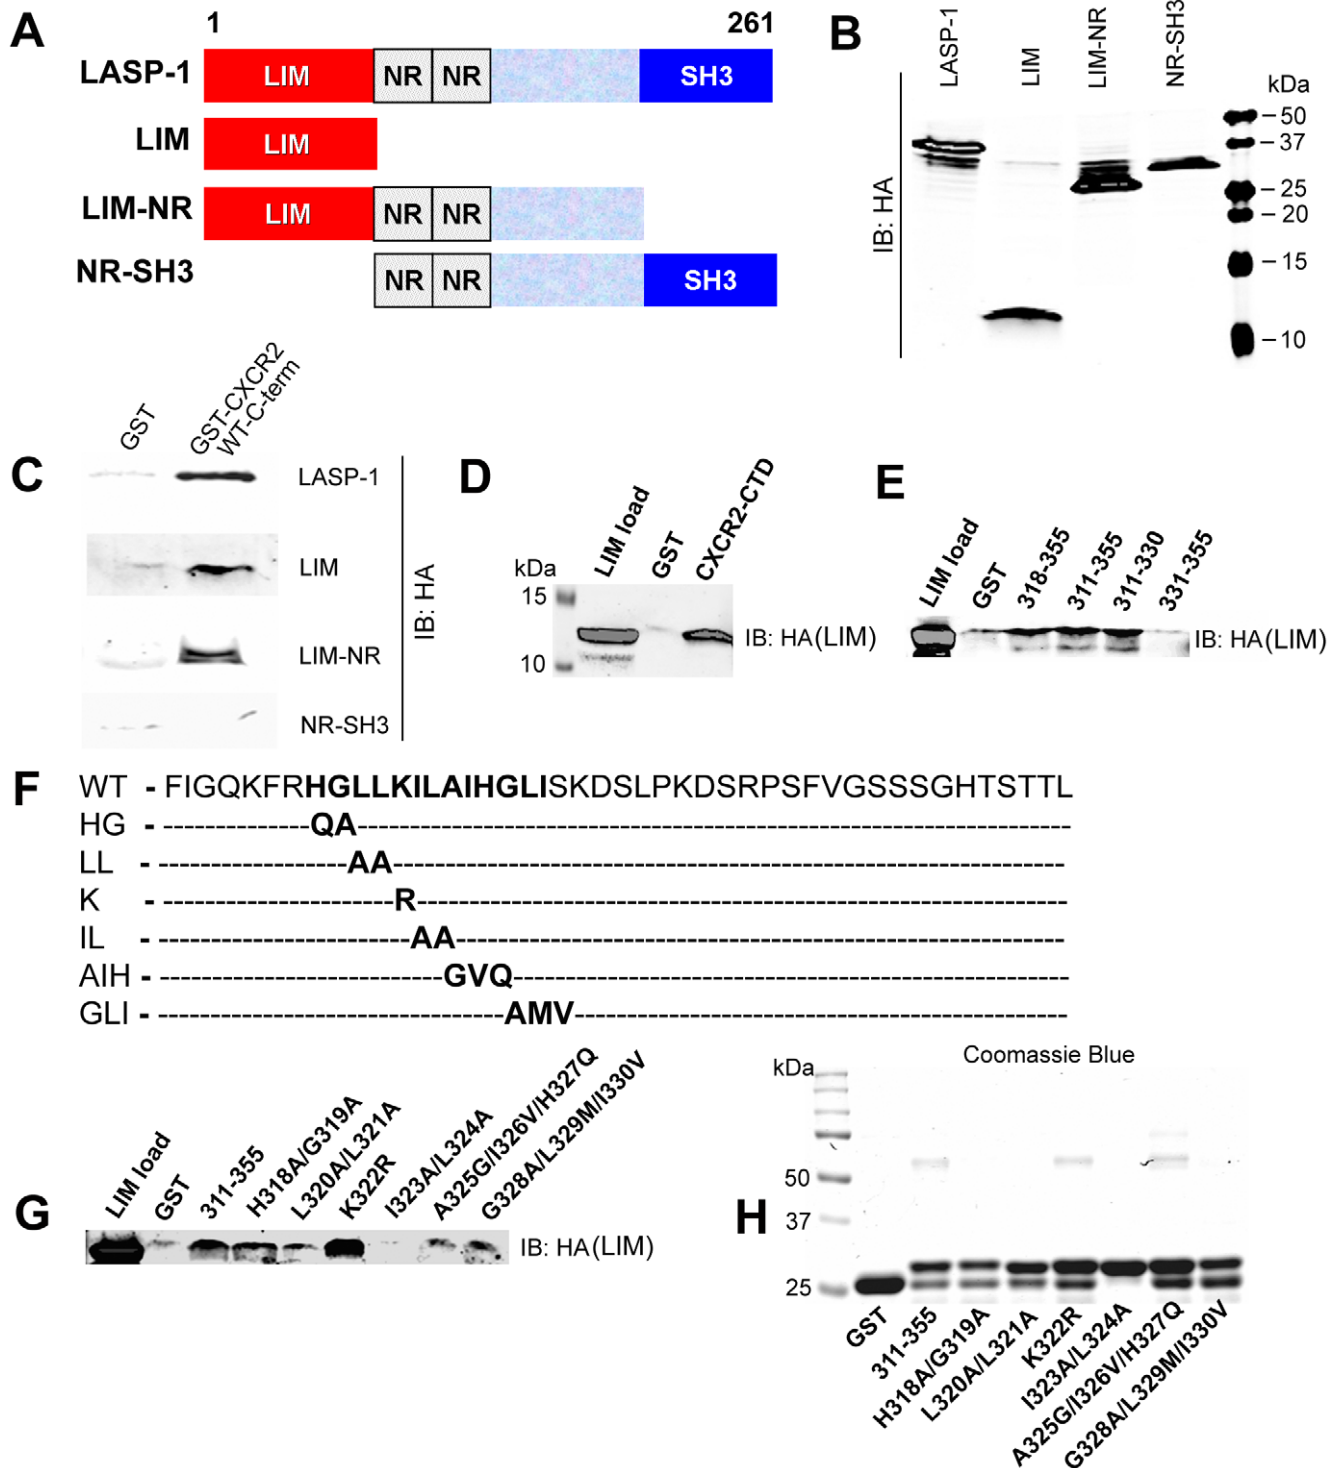 A
1 261
LASP-1 LIM NR NR SH3
LIM LIM
LIM-NR LIM NR NR
NR-SH3 NR NR SH3
B
LASP-1
LIM
LIM-NR
NR-SH3
kDa
50
37
25
20
15
10
IB: HA
C
GST
GST-CXCR2
WT-C-term
LASP-1
LIM
LIM-NR
NR-SH3
IB: HA
D
kDa
15
10
LIM load
GST
CXCR2-CTD
IB: HA(LIM)
E
LIM load
GST
318-355
311-355
311-330
331-355
IB: HA(LIM)
F
WT - FIGQKFRHGLLKILAIHGLISKDSLPKDSRPSFVGSSSGHTSTTL
HG - QA
LL - AA
K - R
IL - AA
AIH - GVQ
GLI - AMV
G
LIM load
GST
311-355
H318A/G319A
L320A/L321A
K322R
I323A/L324A
A325G/I326V/H327Q
G328A/L329M/I330V
IB: HA(LIM)
H
Coomassie Blue
kDa
50
37
25
GST
311-355
H318A/G319A
L320A/L321A
K322R
I323A/L324A
A325G/I326V/H327Q
G328A/L329M/I330V